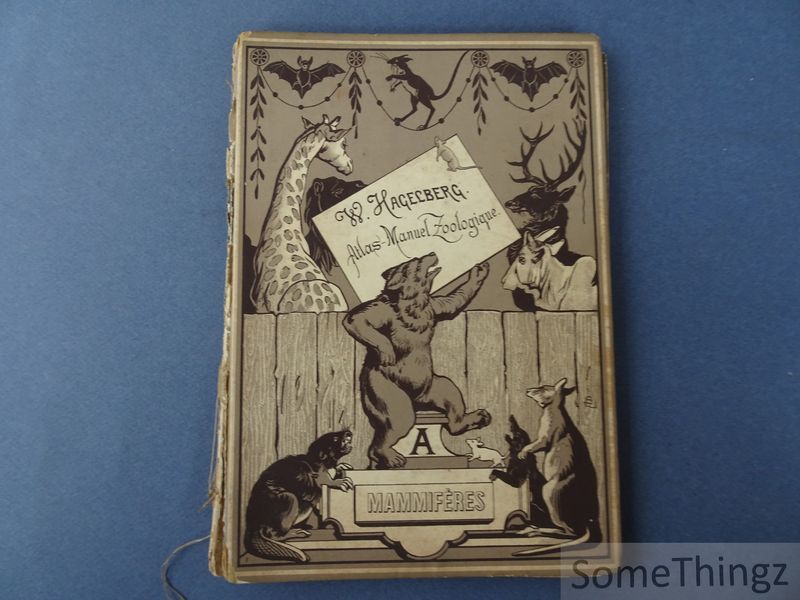 W. HAGELBERG.
Atlas-Manuel Zoologique.
A
MAMMIFÈRES
SomeThingz